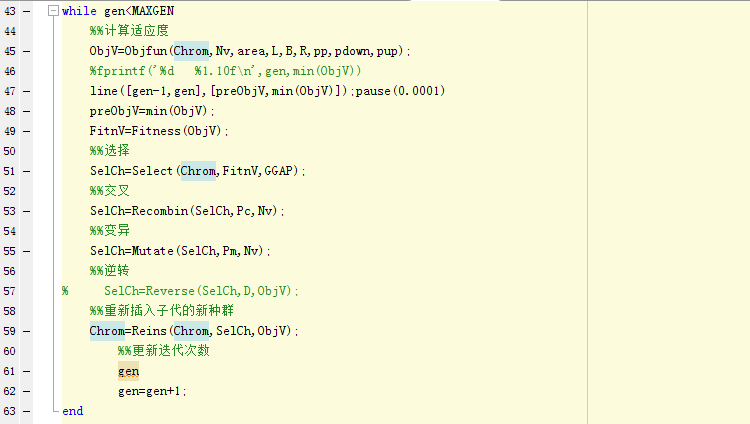 43 — while gen<MAXGEN
44 %%计算适应度
45 — ObjV=Objfun(Chrom,Nv,area,L,B,R,pp,pdown,pup);
46 %fprintf('%d   %1.10f\n',gen,min(ObjV))
47 — line([gen-1,gen],[preObjV,min(ObjV)]);pause(0.0001)
48 — preObjV=min(ObjV);
49 — FitnV=Fitness(ObjV);
50 %%选择
51 — SelCh=Select(Chrom,FitnV,GGAP);
52 %%交叉
53 — SelCh=Recombin(SelCh,Pc,Nv);
54 %%变异
55 — SelCh=Mutate(SelCh,Pm,Nv);
56 %%逆转
57 % SelCh=Reverse(SelCh,D,ObjV);
58 %%重新插入子代的新种群
59 — Chrom=Reins(Chrom,SelCh,ObjV);
60 %%更新迭代次数
61 — gen
62 — gen=gen+1;
63 — end